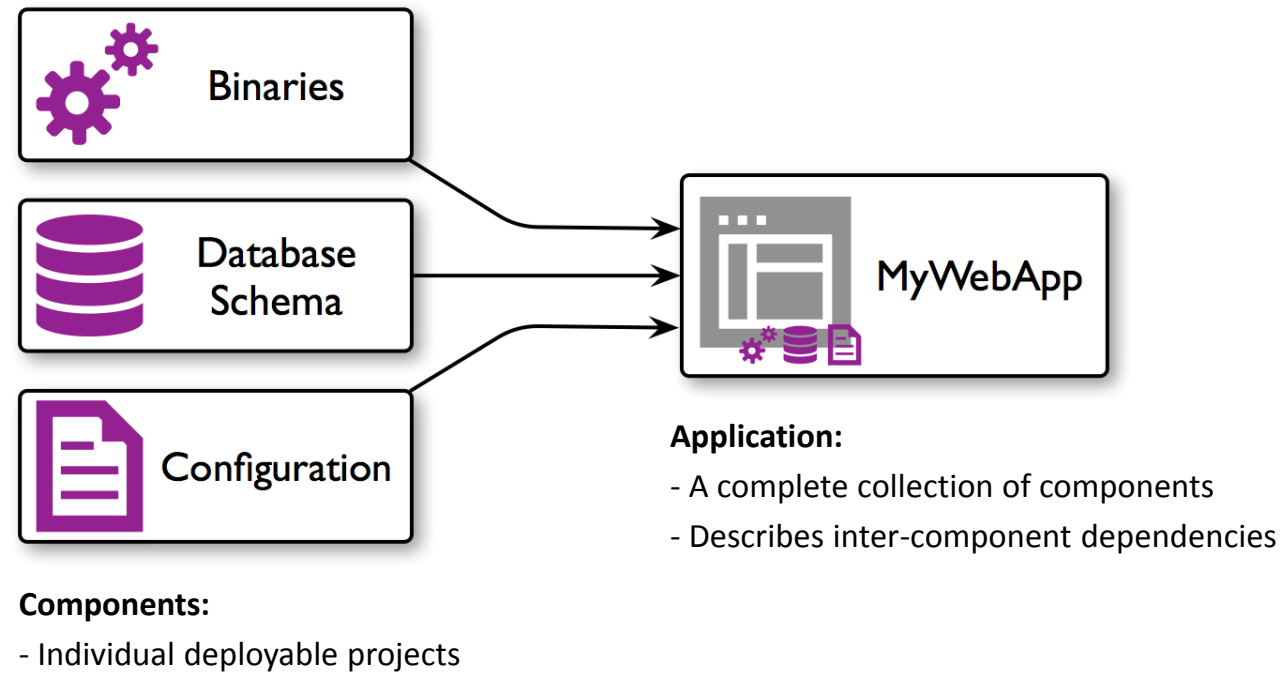 Binaries
Database
Schema
Configuration
MyWebApp
Application:
- A complete collection of components
- Describes inter-component dependencies
Components:
- Individual deployable projects